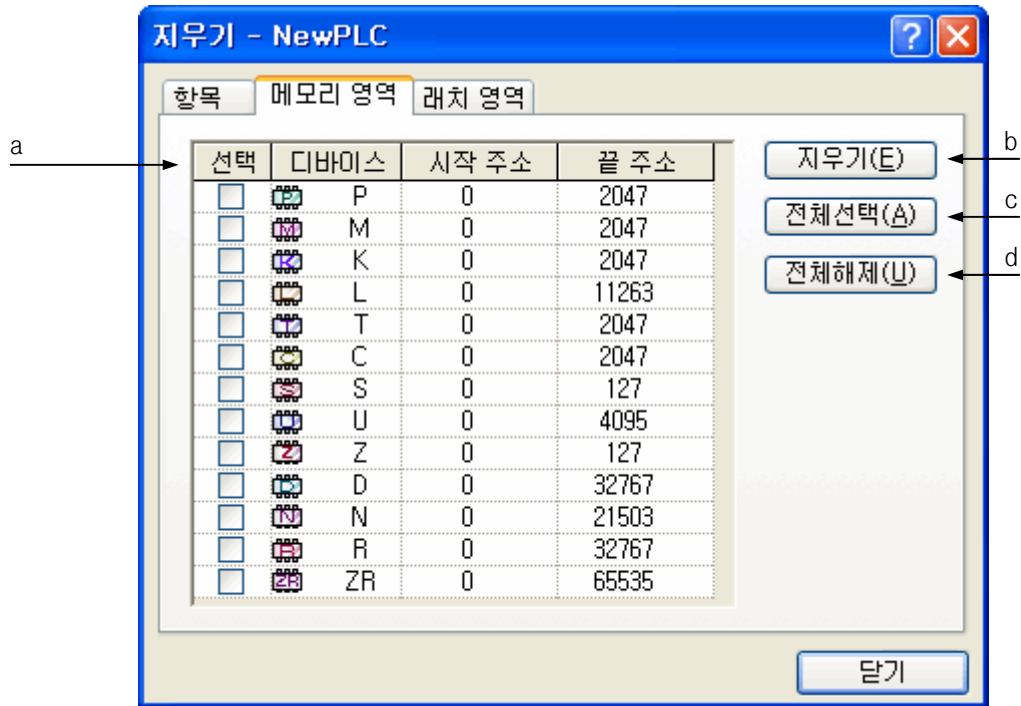 지우기 - NewPLC
항목 메모리 영역 래치 영역
a
선택 디바이스 시작 주소 끝 주소
P P 0 2047
M M 0 2047
K K 0 2047
L L 0 11263
T T 0 2047
C C 0 2047
S S 0 127
U U 0 4095
Z Z 0 127
D D 0 32767
N N 0 21503
R R 0 32767
ZR ZR 0 65535
지우기(E) b
전체선택(A) c
전체해제(U) d
닫기